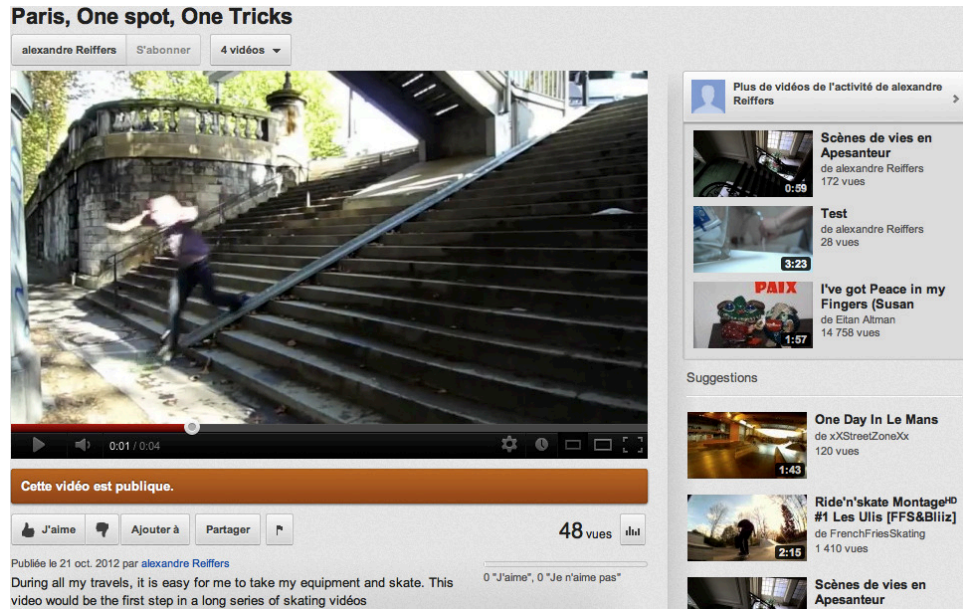 Paris, One spot, One Tricks
alexandre Reiffers
S'abonner
4 vidéos
0:01 / 0:04
Cette vidéo est publique.
J'aime
Ajouter à
Partager
48 vues
Publiée le 21 oct. 2012 par alexandre Reiffers
0 "J'aime", 0 "Je n'aime pas"
During all my travels, it is easy for me to take my equipment and skate. This
video would be the first step in a long series of skating vidéos
Plus de vidéos de l'activité de alexandre
Reiffers
Scènes de vies en
Apesanteur
de alexandre Reiffers
172 vues
0:59
Test
de alexandre Reiffers
28 vues
3:23
PAIX
I've got Peace in my
Fingers (Susan
de Eitan Altman
14 758 vues
1:57
Suggestions
One Day In Le Mans
de xXStreetZoneXx
120 vues
1:43
Ride'n'skate Montage HD
#1 Les Ulis [FFS&Bliiz]
de FrenchFriesSkating
1 410 vues
2:15
Scènes de vies en
Apesanteur